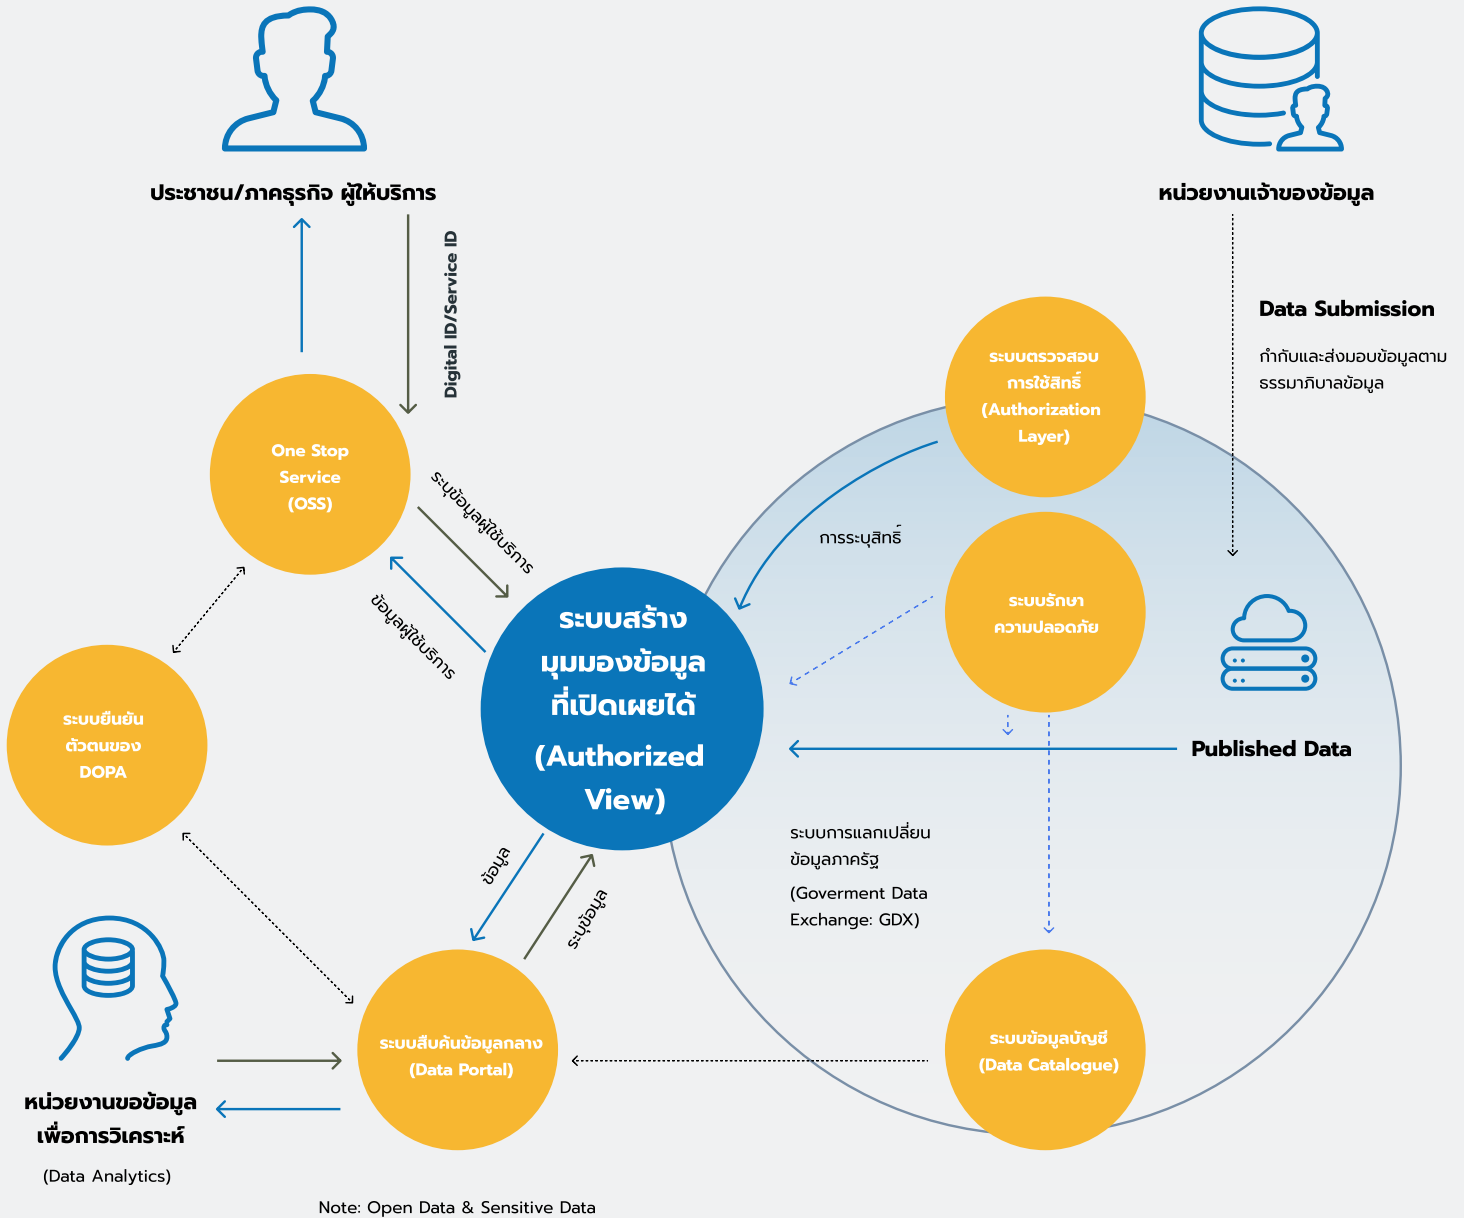 ประชาชน/ภาคธุรกิจ ผู้ให้บริการ
หน่วยงานเจ้าของข้อมูล
Digital ID/Service ID
Data Submission
กำกับและส่งมอบข้อมูลตาม
ธรรมาภิบาลข้อมูล
ระบบตรวจสอบ
การใช้สิทธิ์
(Authorization
Layer)
One Stop
Service
(OSS)
ระบุข้อมูลผู้ใช้บริการ
ข้อมูลผู้ใช้บริการ
การระบุสิทธิ์
ระบบรักษา
ความปลอดภัย
ระบบสร้าง
มุมมองข้อมูล
ที่เปิดเผยได้
(Authorized
View)
ระบบยืนยัน
ตัวตนของ
DOPA
Published Data
ระบบการแลกเปลี่ยน
ข้อมูลภาครัฐ
(Goverment Data
Exchange: GDX)
ข้อมูล
ระบุข้อมูล
ระบบสืบค้นข้อมูลกลาง
(Data Portal)
ระบบข้อมูลบัญชี
(Data Catalogue)
หน่วยงานขอข้อมูล
เพื่อการวิเคราะห์
(Data Analytics)
Note: Open Data & Sensitive Data